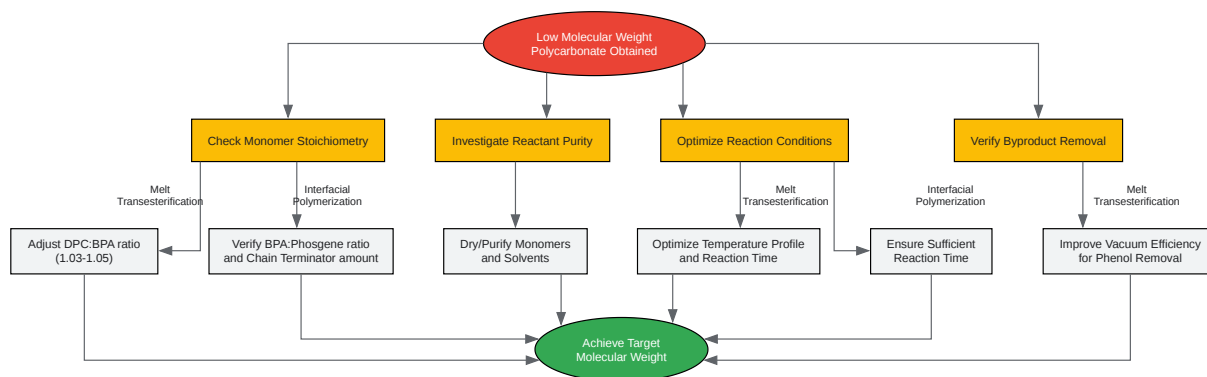 Low Molecular Weight
Polycarbonate Obtained
Check Monomer Stoichiometry
Investigate Reactant Purity
Optimize Reaction Conditions
Verify Byproduct Removal
Melt
Transesterification
Interfacial
Polymerization
Melt
Transesterification
Interfacial
Polymerization
Melt
Transesterification
Adjust DPC:BPA ratio
(1.03-1.05)
Verify BPA:Phosgene ratio
and Chain Terminator amount
Dry/Purify Monomers
and Solvents
Optimize Temperature Profile
and Reaction Time
Ensure Sufficient
Reaction Time
Improve Vacuum Efficiency
for Phenol Removal
Achieve Target
Molecular Weight